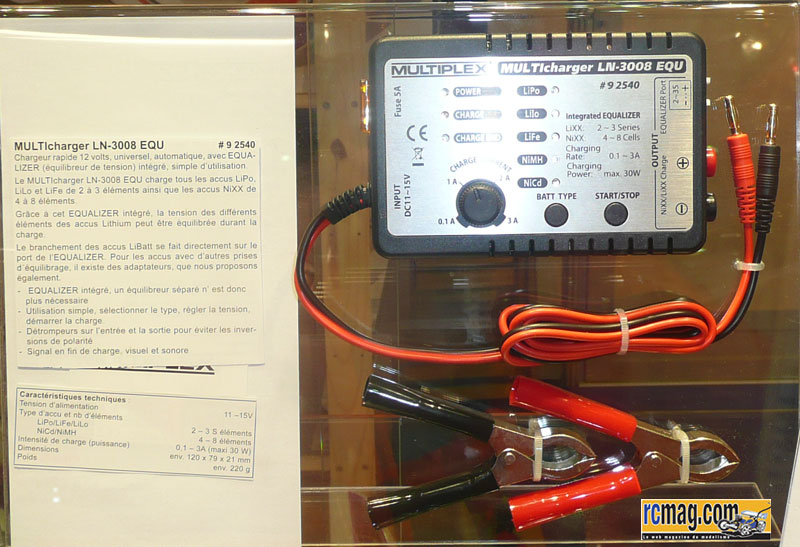 MULTIcharger LN-3008 EQU # 9 2540
Chargeur rapide 12 volts, universel, automatique, avec EQUA-
LIZER (équilibreur de tension) intégré, simple d'utilisation.
Le MULTIcharger LN-3008 EQU charge tous les accus LiPo,
LiLo et LiFe de 2 à 3 éléments ainsi que les accus NiXX de
4 à 8 éléments.
Grâce à cet EQUALIZER intégré, la tension des différents
éléments des accus Lithium peut être équilibrée durant la
charge.
Le branchement des accus LiBatt se fait directement sur le
port de l'EQUALIZER. Pour les accus avec d'autres prises
d'équilibrage, il existe des adaptateurs, que nous proposons
également.
- EQUALIZER intégré, un équilibreur séparé n' est donc
plus nécessaire
- Utilisation simple, sélectionner le type, régler la tension,
démarrer la charge.
- Détrompeurs sur l'entrée et la sortie pour éviter les inver-
sions de polarité
- Signal en fin de charge, visuel et sonore
Caractéristiques techniques :
Tension d'alimentation 11 –15V
Type d'accu et nb d'éléments
LiPo/LiFe/LiLo 2 – 3 S éléments
NiCd/NiMH 4 – 8 éléments
Intensité de charge (puissance) 0.1 – 3A (maxi 30 W)
Dimensions env. 120 x 79 x 21 mm
Poids env. 220 g
MULTIPLEX MULTIcharger LN-3008 EQU
# 9 2540
Fuse 5A
POWER LiPo
CHARGE LiIo
CHARGE LiFe
NiMH
NiCd
Integrated EQUALIZER
LiXX: 2 – 3 Series
NiXX: 4 – 8 Cells
Charging
Rate: 0.1 – 3A
Charging
Power: max. 30W
CE
CHARGE
1 A
0.1 A 3 A
BATT TYPE START/STOP
INPUT
DC11~15V
EQUALIZER Port
2~3S
- +
OUTPUT
NiXX/LiXX Charge
+
-
rcmag.com
Le web magazine du modelisme